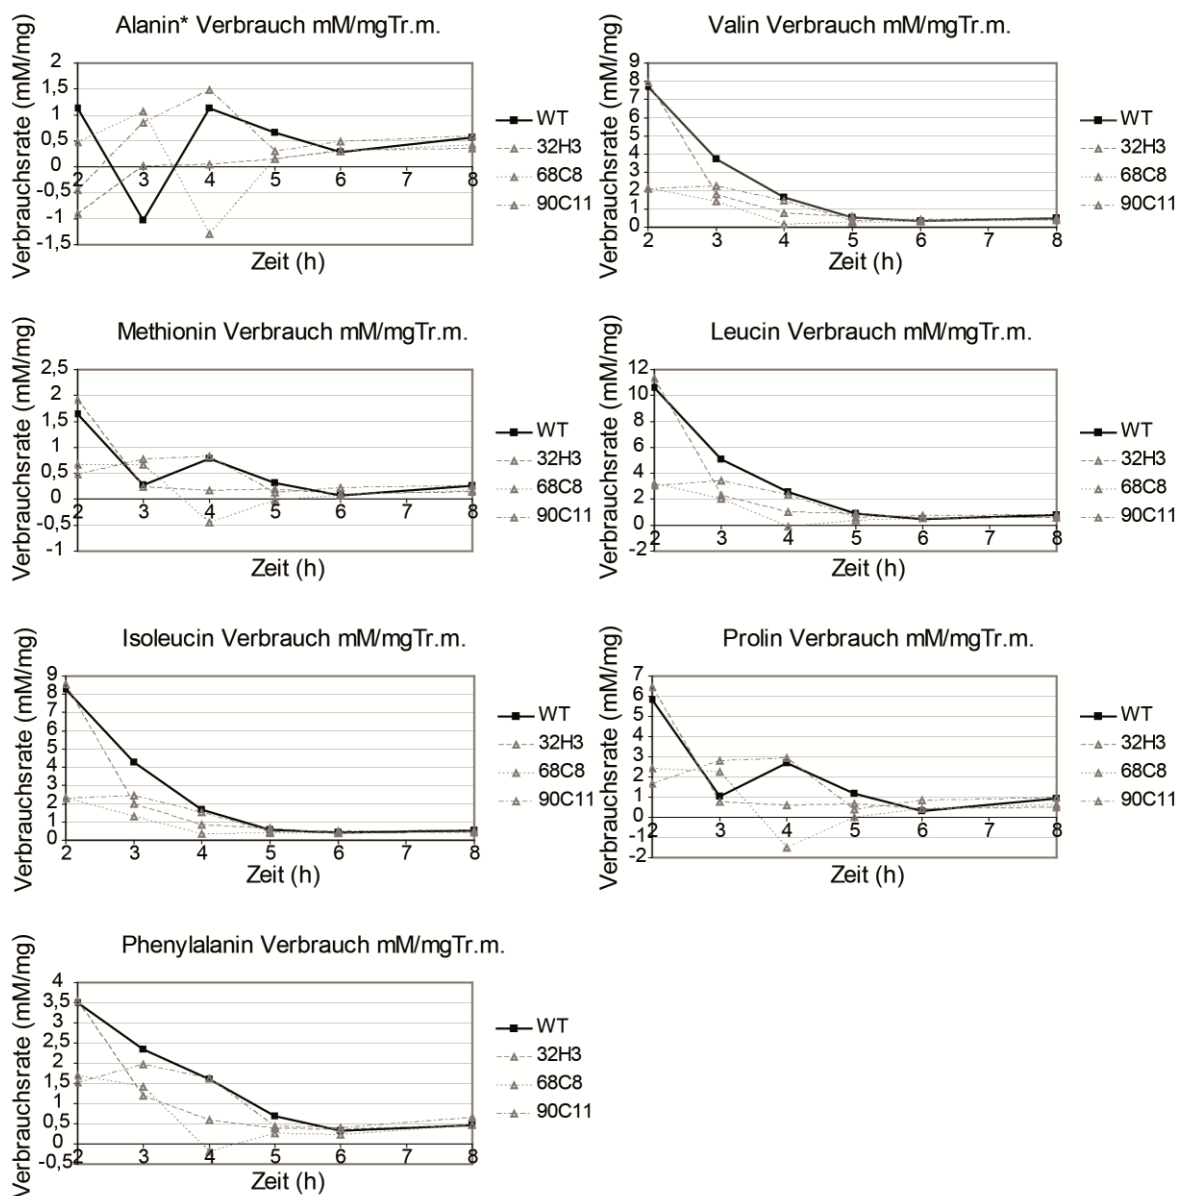 Alanin* Verbrauch mM/mgTr.m.
Verbrauchsrate (mM/mg)
2
1,5
1
0,5
0
-0,5
-1
-1,5
2 3 4 5 6 7 8
Zeit (h)
WT
32H3
68C8
90C11
Valin Verbrauch mM/mgTr.m.
Verbrauchsrate (mM/mg)
9
8
7
6
5
4
3
2
1
0
2 3 4 5 6 7 8
Zeit (h)
WT
32H3
68C8
90C11
Methionin Verbrauch mM/mgTr.m.
Verbrauchsrate (mM/mg)
2,5
2
1,5
1
0,5
0
-0,5
-1
2 3 4 5 6 7 8
Zeit (h)
WT
32H3
68C8
90C11
Leucin Verbrauch mM/mgTr.m.
Verbrauchsrate (mM/mg)
12
10
8
6
4
2
0
-2
2 3 4 5 6 7 8
Zeit (h)
WT
32H3
68C8
90C11
Isoleucin Verbrauch mM/mgTr.m.
Verbrauchsrate (mM/mg)
9
8
7
6
5
4
3
2
1
0
2 3 4 5 6 7 8
Zeit (h)
WT
32H3
68C8
90C11
Prolin Verbrauch mM/mgTr.m.
Verbrauchsrate (mM/mg)
7
6
5
4
3
2
1
0
-1
-2
2 3 4 5 6 7 8
Zeit (h)
WT
32H3
68C8
90C11
Phenylalanin Verbrauch mM/mgTr.m.
Verbrauchsrate (mM/mg)
4
3,5
3
2,5
2
1,5
1
0,5
0
-0,5
2 3 4 5 6 7 8
Zeit (h)
WT
32H3
68C8
90C11